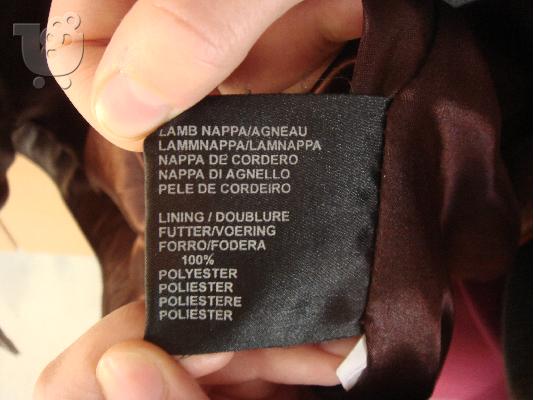 LAMB NAPPA/AGNEAU
LAMMNAPPA/LAMNAPPA
NAPPA DE CORDERO
NAPPA DI AGNELLO
PELE DE CORDEIRO
LINING / DOUBLURE
FUTTER/VOERING
FORRO/FODERA
100%
POLYESTER
POLIESTER
POLIESTERE
POLIESTER